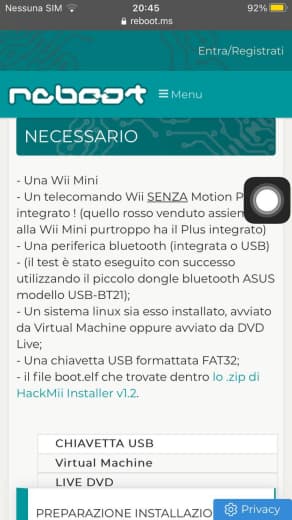 Nessuna SIM 20:45 92%
reboot.ms
Entra/Registrati
reboot Menu
NECESSARIO
- Una Wii Mini
- Un telecomando Wii SENZA Motion P
integrato ! (quello rosso venduto assiem
alla Wii Mini purtroppo ha il Plus integrato)
- Una periferica bluetooth (integrata o USB)
- (il test è stato eseguito con successo
utilizzando il piccolo dongle bluetooth ASUS
modello USB-BT21);
- Un sistema linux sia esso installato, avviato
da Virtual Machine oppure avviato da DVD
Live;
- Una chiavetta USB formattata FAT32;
- il file boot.elf che trovate dentro lo .zip di
HackMii Installer v1.2.
CHIAVETTA USB
Virtual Machine
LIVE DVD
PREPARAZIONE INSTALLAZIO
Privacy